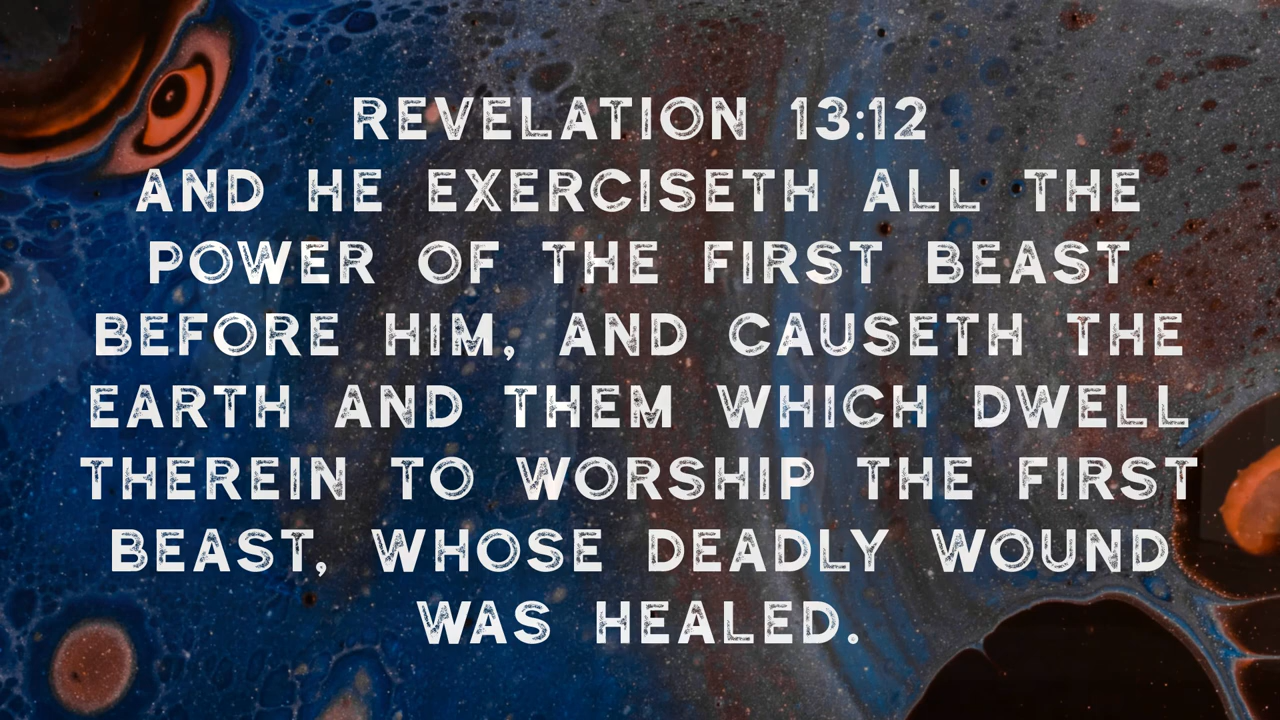 REVELATION 13:12
AND HE EXERCISETH ALL THE
POWER OF THE FIRST BEAST
BEFORE HIM, AND CAUSETH THE
EARTH AND THEM WHICH DWELL
THEREIN TO WORSHIP THE FIRST
BEAST, WHOSE DEADLY WOUND
WAS HEALED.